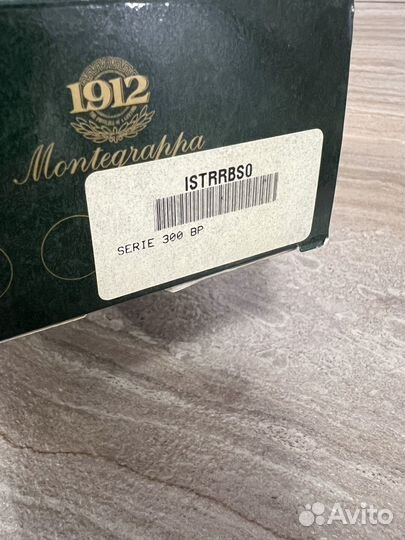 1912
Montegrappa
ISTRRBS0
SERIE 300 BP
Avito